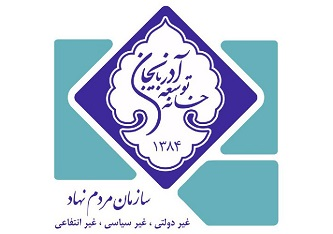 خانه توسعه آذربایجان
۱۳۸۴
سازمان مردم نهاد
غیر دولتی ، غیر سیاسی ، غیر انتفاعی